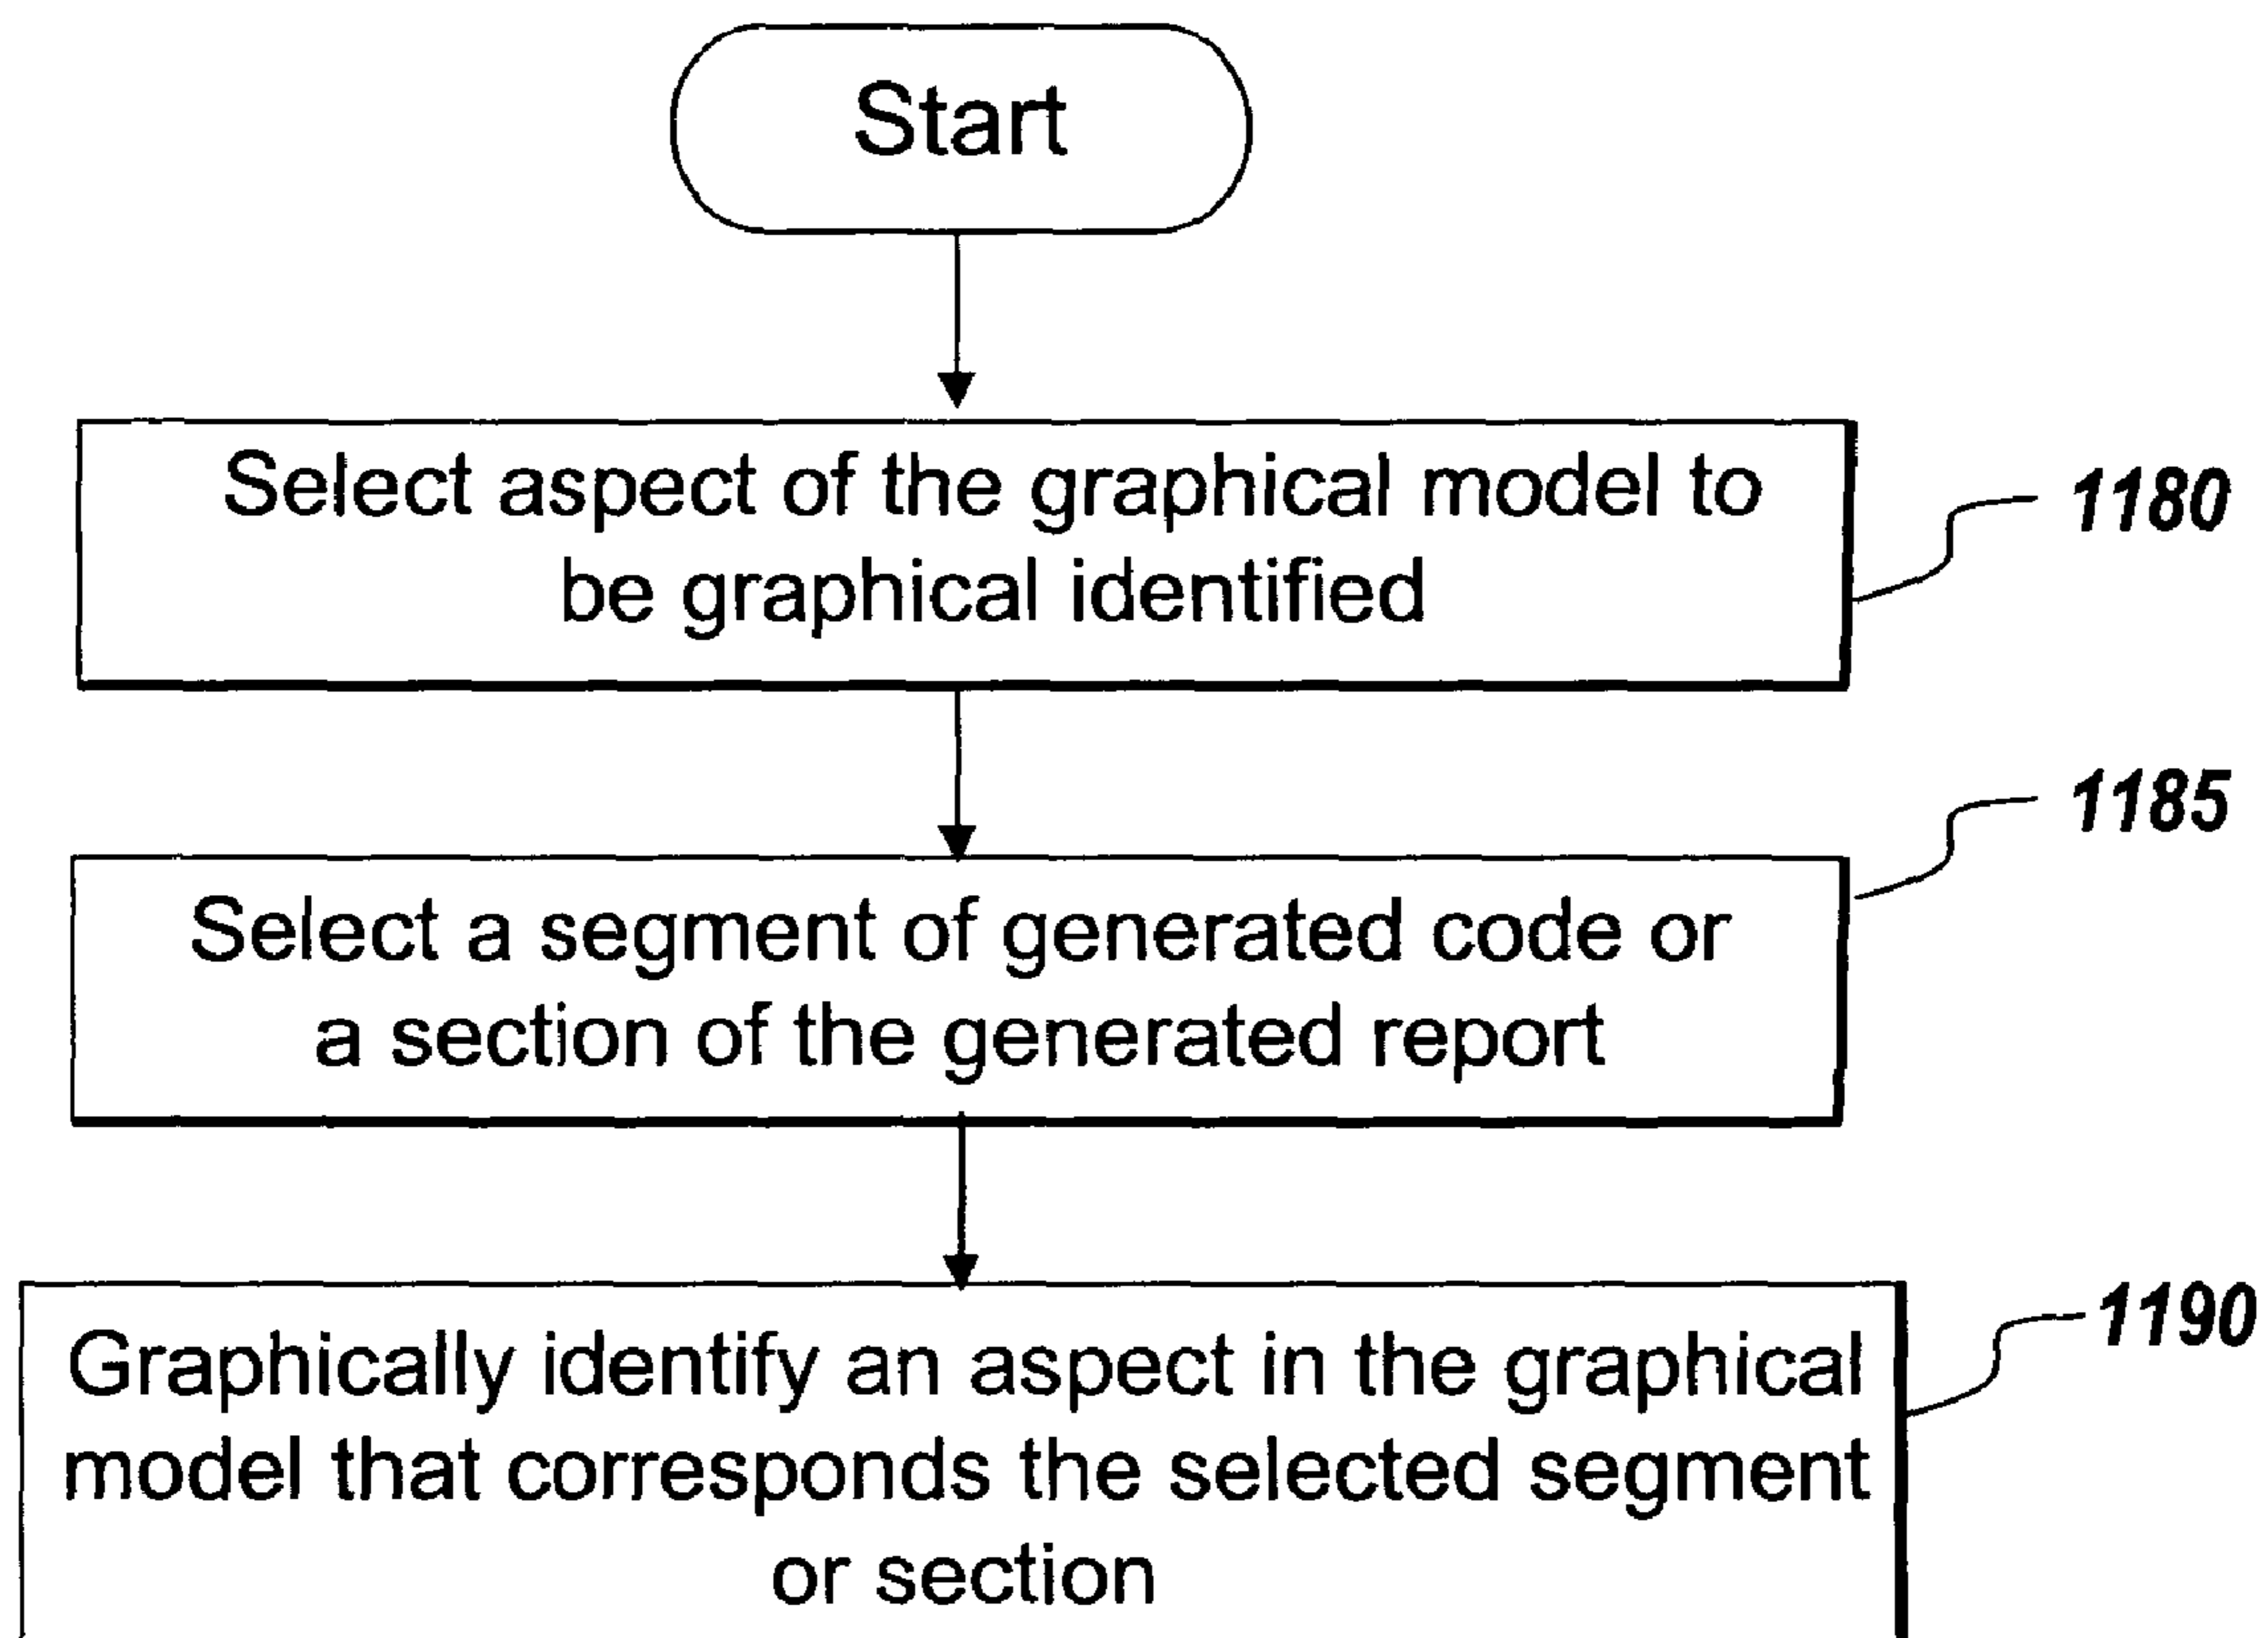 Start
Select aspect of the graphical model to
be graphical identified
1180
1185
Select a segment of generated code or
a section of the generated report
1190
Graphically identify an aspect in the graphical
model that corresponds the selected segment
or section